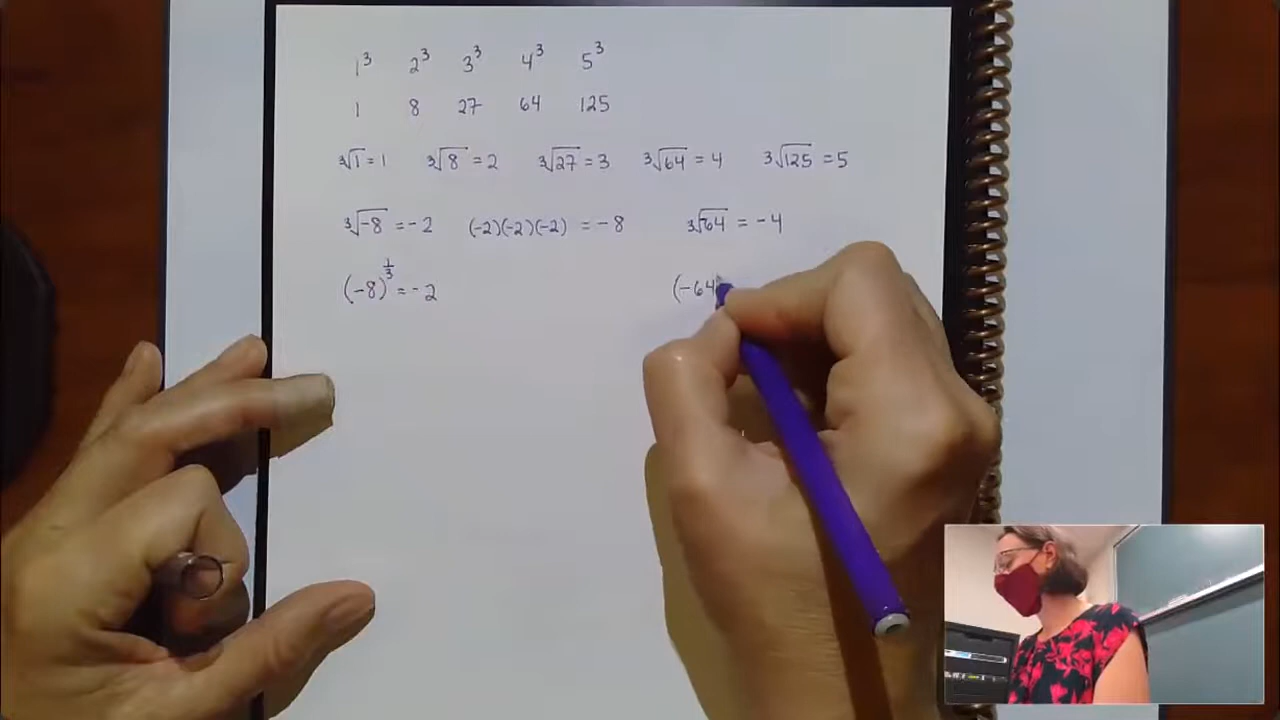 1³ 2³ 3³ 4³ 5³
1 8 27 64 125
∛1 = 1 ∛8 = 2 ∛27 = 3 ∛64 = 4 ∛125 = 5
∛-8 = -2 (-2)(-2)(-2) = -8 ∛-64 = -4
(-8)^(1/3) = -2 (-64